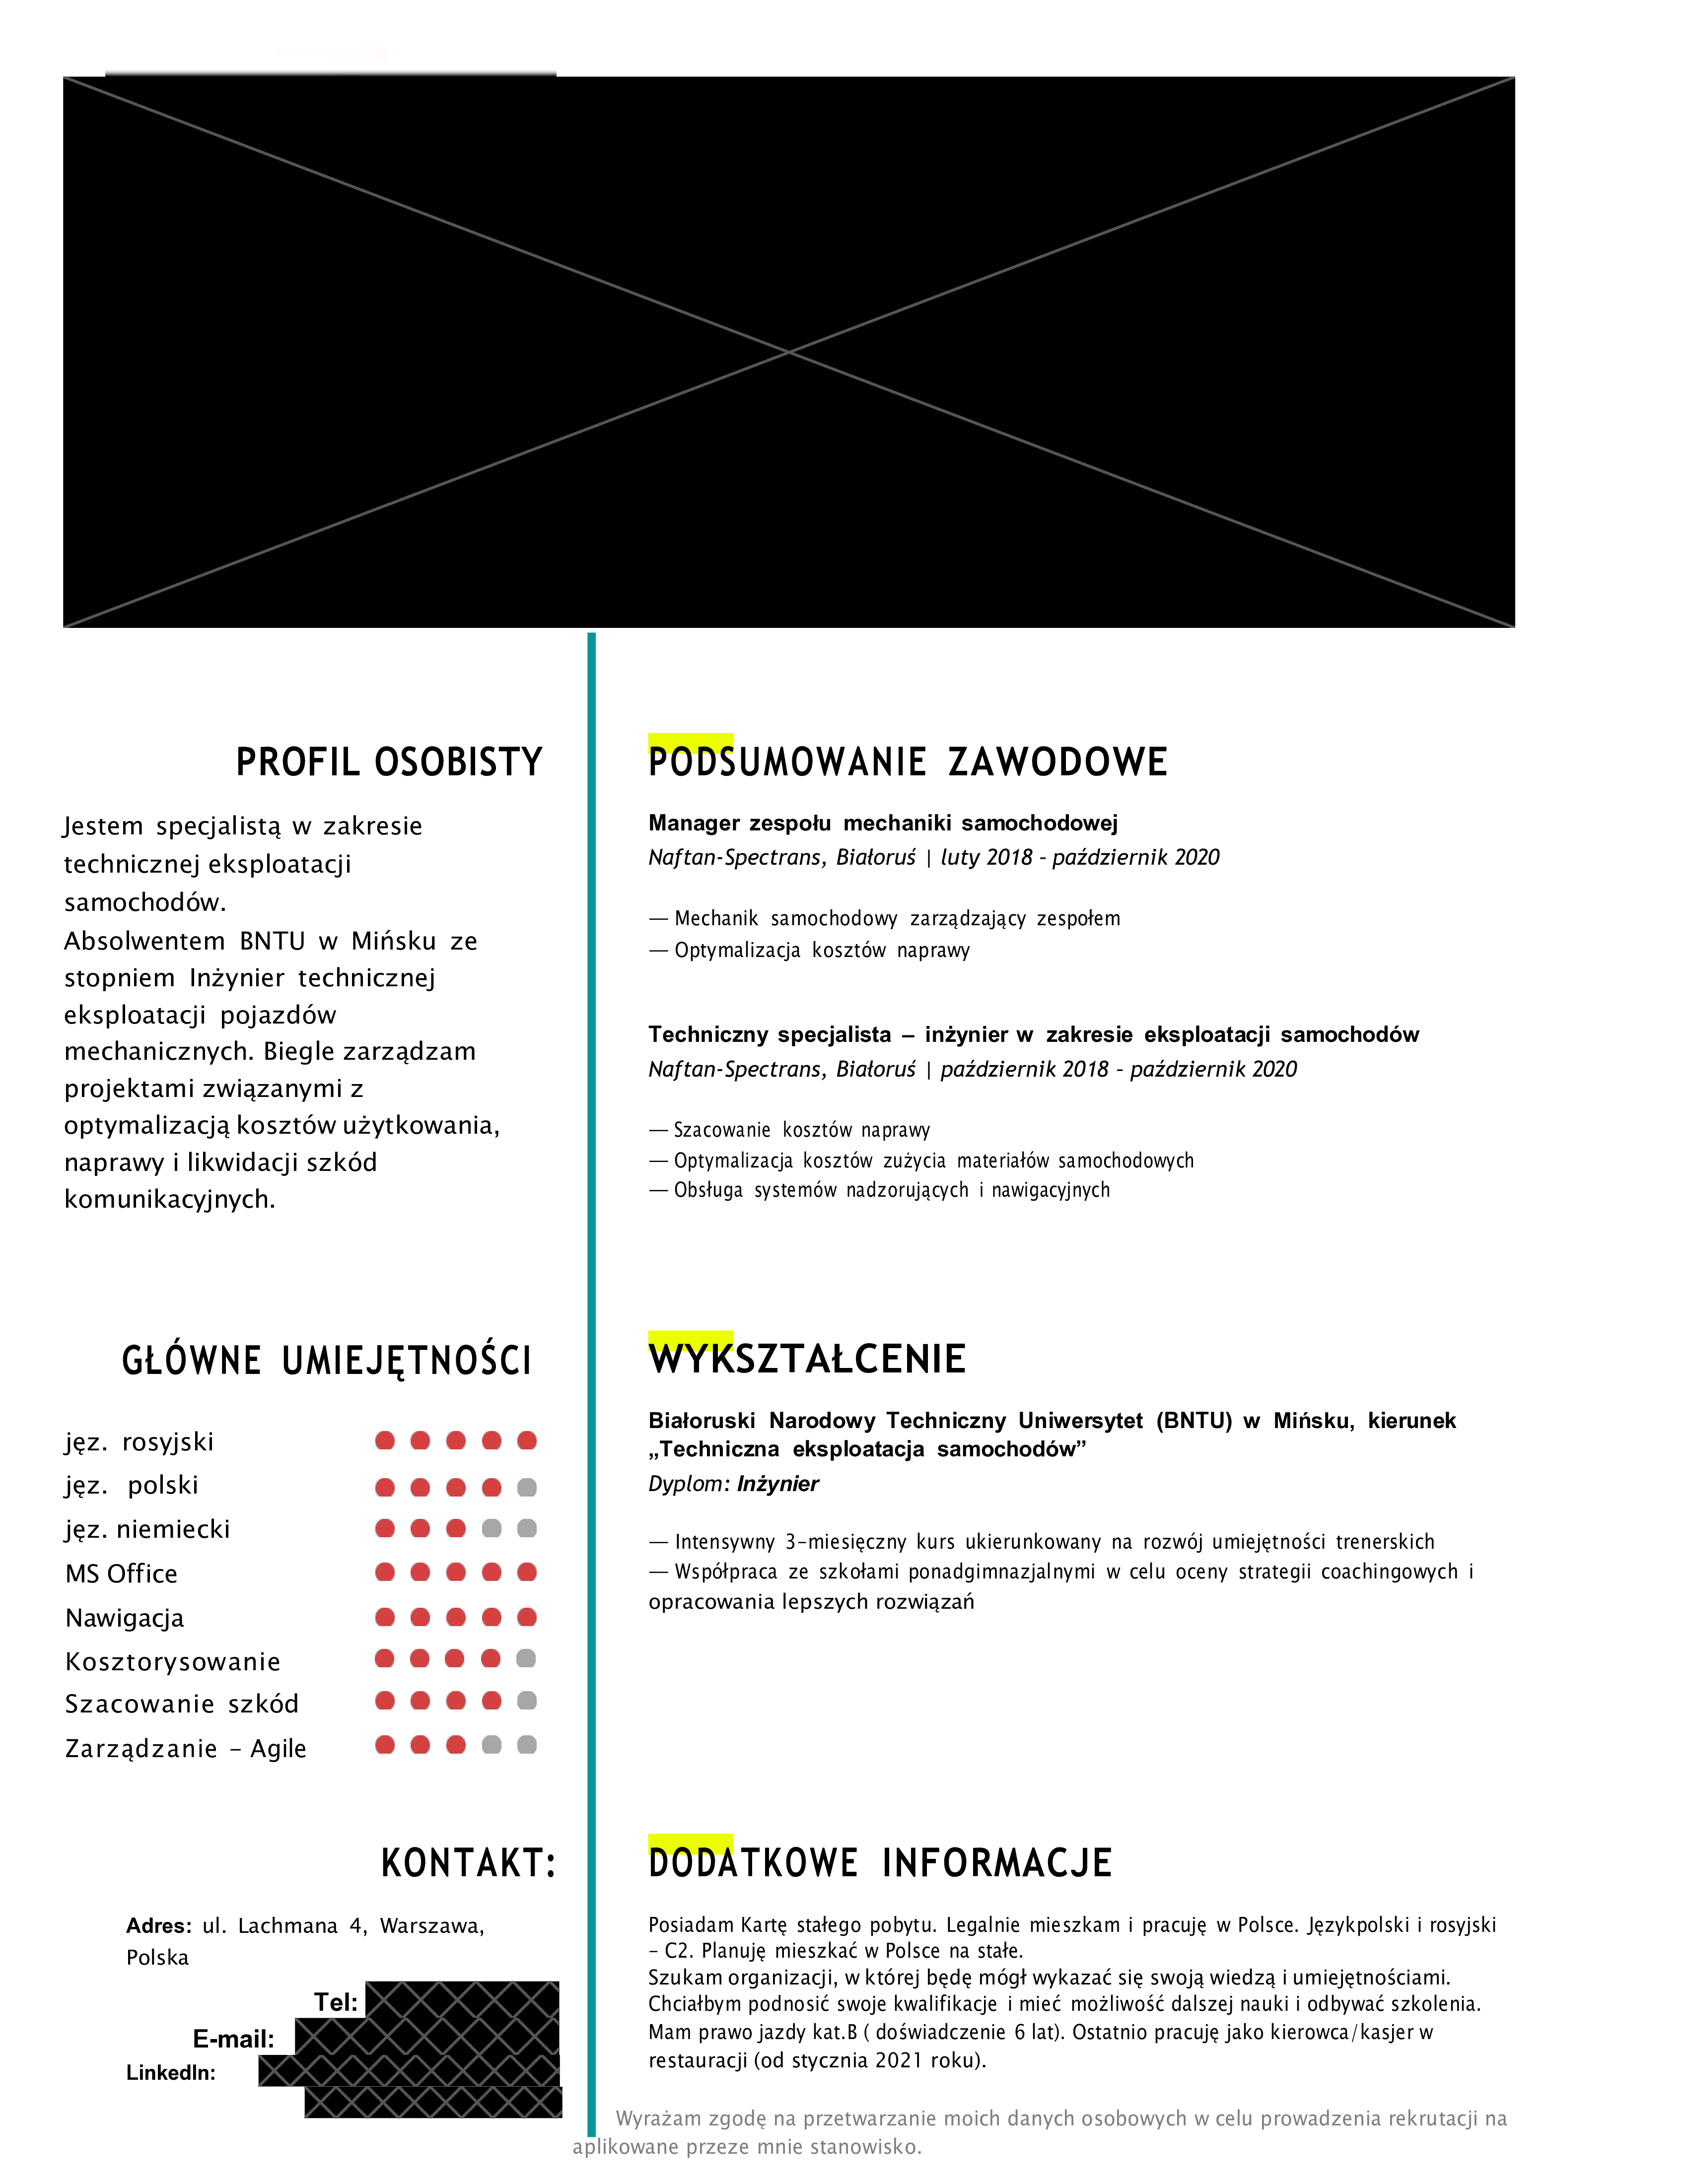 PROFIL OSOBISTY
Jestem specjalistą w zakresie
technicznej eksploatacji
samochodów.
Absolwentem BNTU w Mińsku ze
stopniem Inżynier technicznej
eksploatacji pojazdów
mechanicznych. Biegle zarządzam
projektami związanymi z
optymalizacją kosztów użytkowania,
naprawy i likwidacji szkód
komunikacyjnych.
GŁÓWNE UMIEJĘTNOŚCI
jęz. rosyjski
jęz. polski
jęz. niemiecki
MS Office
Nawigacja
Kosztorysowanie
Szacowanie szkód
Zarządzanie – Agile
KONTAKT:
Adres: ul. Lachmana 4, Warszawa,
Polska
Tel:
E-mail:
LinkedIn:
PODSUMOWANIE ZAWODOWE
Manager zespołu mechaniki samochodowej
Naftan-Spectrans, Białoruś | luty 2018 - październik 2020
— Mechanik samochodowy zarządzający zespołem
— Optymalizacja kosztów naprawy
Techniczny specjalista – inżynier w zakresie eksploatacji samochodów
Naftan-Spectrans, Białoruś | październik 2018 - październik 2020
— Szacowanie kosztów naprawy
— Optymalizacja kosztów zużycia materiałów samochodowych
— Obsługa systemów nadzorujących i nawigacyjnych
WYKSZTAŁCENIE
Białoruski Narodowy Techniczny Uniwersytet (BNTU) w Mińsku, kierunek
„Techniczna eksploatacja samochodów”
Dyplom: Inżynier
— Intensywny 3-miesięczny kurs ukierunkowany na rozwój umiejętności trenerskich
— Współpraca ze szkołami ponadgimnazjalnymi w celu oceny strategii coachingowych i
opracowania lepszych rozwiązań
DODATKOWE INFORMACJE
Posiadam Kartę stałego pobytu. Legalnie mieszkam i pracuję w Polsce. Językpolski i rosyjski
– C2. Planuję mieszkać w Polsce na stałe.
Szukam organizacji, w której będę mógł wykazać się swoją wiedzą i umiejętnościami.
Chciałbym podnosić swoje kwalifikacje i mieć możliwość dalszej nauki i odbywać szkolenia.
Mam prawo jazdy kat.B ( doświadczenie 6 lat). Ostatnio pracuję jako kierowca/kasjer w
restauracji (od stycznia 2021 roku).
Wyrażam zgodę na przetwarzanie moich danych osobowych w celu prowadzenia rekrutacji na
aplikowane przeze mnie stanowisko.